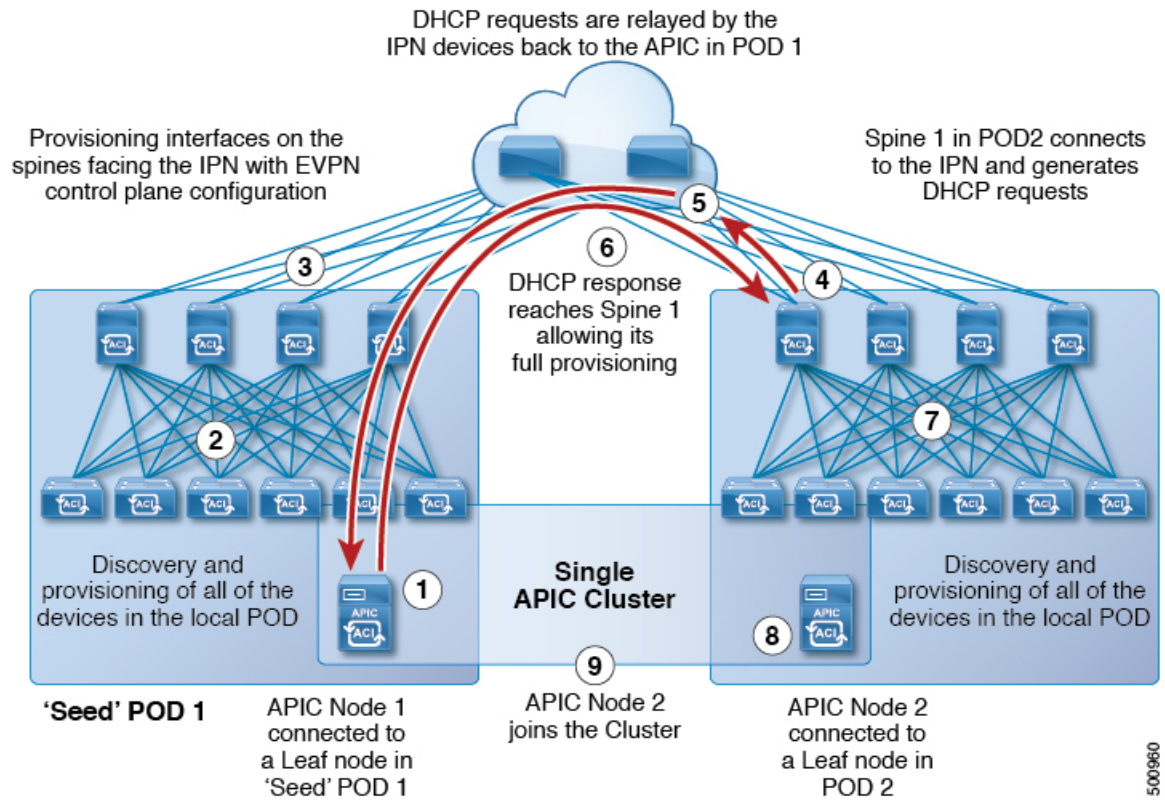 DHCP requests are relayed by the
IPN devices back to the APIC in POD 1
Provisioning interfaces on the
spines facing the IPN with EVPN
control plane configuration
Spine 1 in POD2 connects
to the IPN and generates
DHCP requests
5
3
6
4
DHCP response
reaches Spine 1
allowing its
full provisioning
ACI
ACI
ACI
ACI
ACI
ACI
ACI
ACI
2
7
ACI
ACI
ACI
ACI
ACI
ACI
ACI
ACI
ACI
ACI
ACI
ACI
Discovery and
provisioning of all of the
devices in the local POD
1
APIC
ACI
Single
APIC Cluster
8
APIC
ACI
Discovery and
provisioning of all of the
devices in the local POD
9
'Seed' POD 1
APIC Node 1
connected to
a Leaf node in
'Seed' POD 1
APIC Node 2
joins the Cluster
APIC Node 2
connected to
a Leaf node in
POD 2
500960